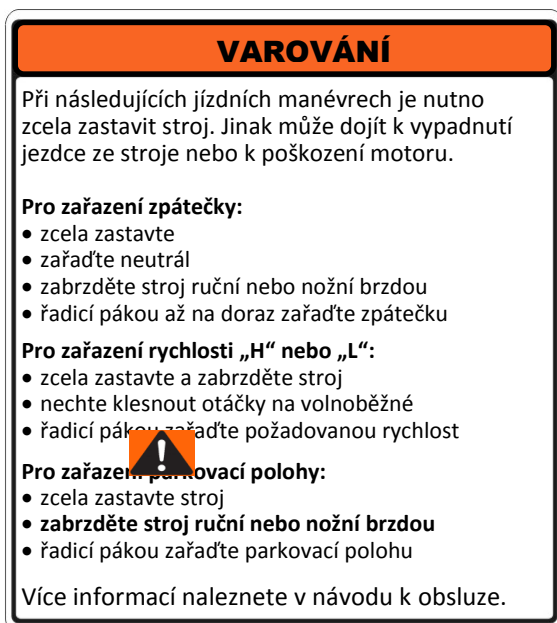 VAROVÁNÍ
Při následujících jízdních manévrech je nutno
zcela zastavit stroj. Jinak může dojít k vypadnutí
jezdce ze stroje nebo k poškození motoru.
Pro zařazení zpátečky:
• zcela zastavte
• zařaďte neutrál
• zabrzděte stroj ruční nebo nožní brzdou
• řadicí pákou až na doraz zařaďte zpátečku
Pro zařazení rychlosti „H“ nebo „L“:
• zcela zastavte a zabrzděte stroj
• nechte klesnout otáčky na volnoběžné
• řadicí pákou zařaďte požadovanou rychlost
Pro zařazení parkovací polohy:
• zcela zastavte stroj
• zabrzděte stroj ruční nebo nožní brzdou
• řadicí pákou zařaďte parkovací polohu
Více informací naleznete v návodu k obsluze.